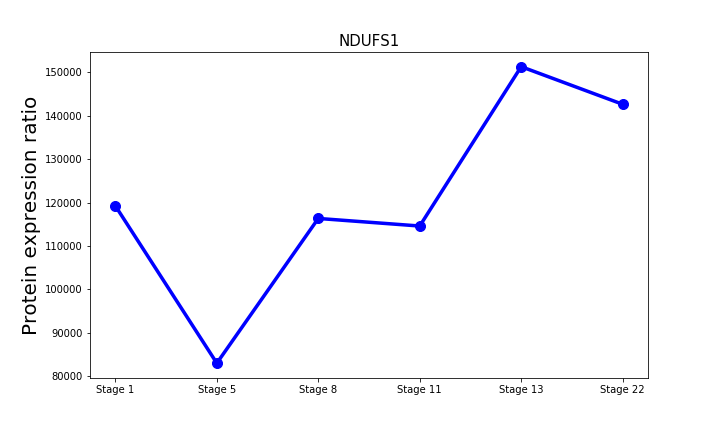 NDUFS1
Protein expression ratio
150000
140000
130000
120000
110000
100000
90000
80000
Stage 1
Stage 5
Stage 8
Stage 11
Stage 13
Stage 22